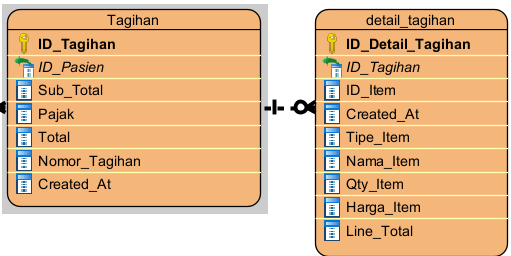 Tagihan
ID_Tagihan
ID_Pasien
Sub_Total
Pajak
Total
Nomor_Tagihan
Created_At
detail_tagihan
ID_Detail_Tagihan
ID_Tagihan
ID_Item
Created_At
Tipe_Item
Nama_Item
Qty_Item
Harga_Item
Line_Total